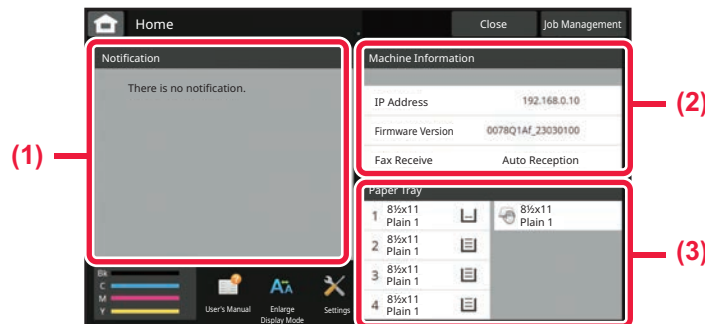 Home
Close
Job Management
Notification
There is no notification.
(1)
Machine Information
IP Address 192.168.0.10
Firmware Version 0078Q1Af_23030100
Fax Receive Auto Reception
(2)
Paper Tray
1 8½x11
Plain 1
8½x11
Plain 1
2 8½x11
Plain 1
3 8½x11
Plain 1
4 8½x11
Plain 1
(3)
Bk
C
M
Y
User's Manual
Enlarge
Display Mode
Settings